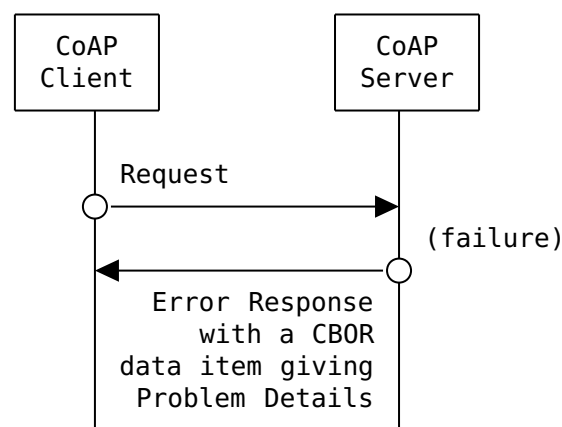 CoAP
Client
CoAP
Server
Request
(failure)
Error Response
with a CBOR
data item giving
Problem Details